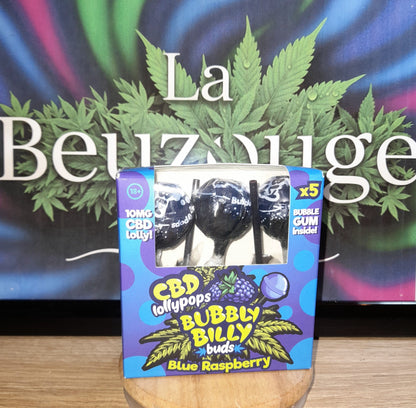 La
Beuzouge
18+
x5
10MG
CBD
lolly!
BUBBLE
GUM
inside!
CBD
lollypops
BUBBLY
BILLY
buds
Blue Raspberry